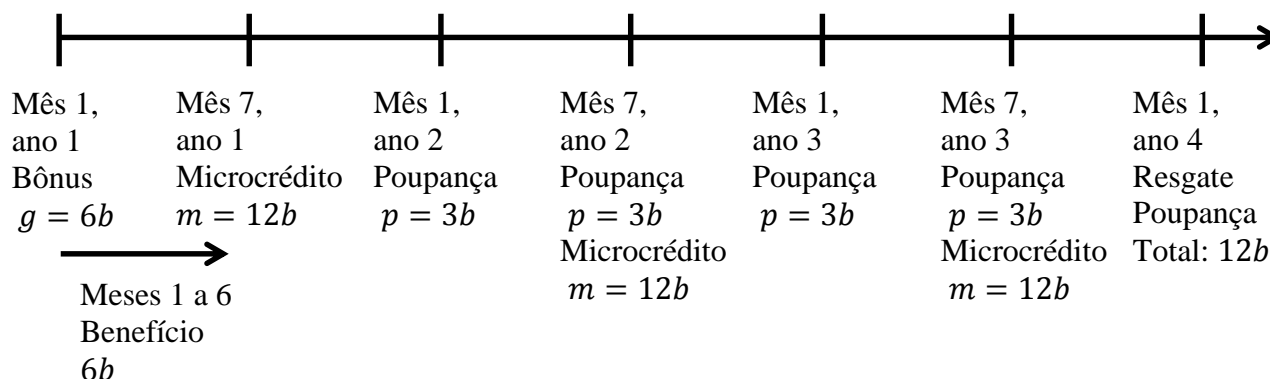 Mês 1,
ano 1
Bônus
g = 6b
Meses 1 a 6
Benefício
6b
Mês 7,
ano 1
Microcrédito
m = 12b
Mês 1,
ano 2
Poupança
p = 3b
Mês 7,
ano 2
Poupança
p = 3b
Microcrédito
m = 12b
Mês 1,
ano 3
Poupança
p = 3b
Mês 7,
ano 3
Poupança
p = 3b
Microcrédito
m = 12b
Mês 1,
ano 4
Resgate
Poupança
Total: 12b